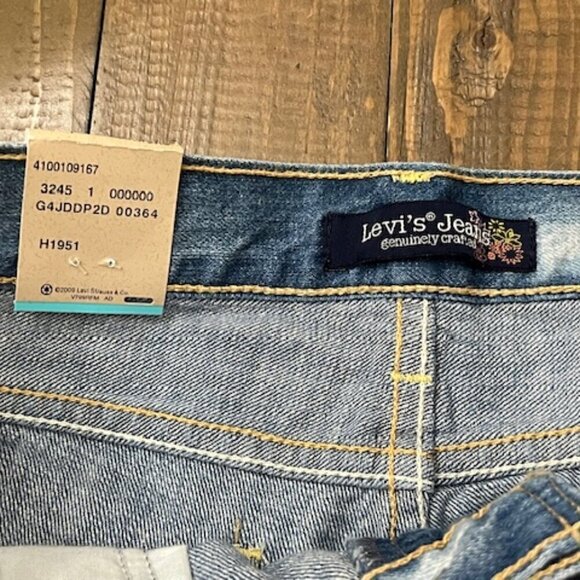 4100109167
3245 1 000000
G4JDDP2D 00364
H1951
©2009 Levi Strauss & Co.
Levi's® Jeans
genuinely crafted